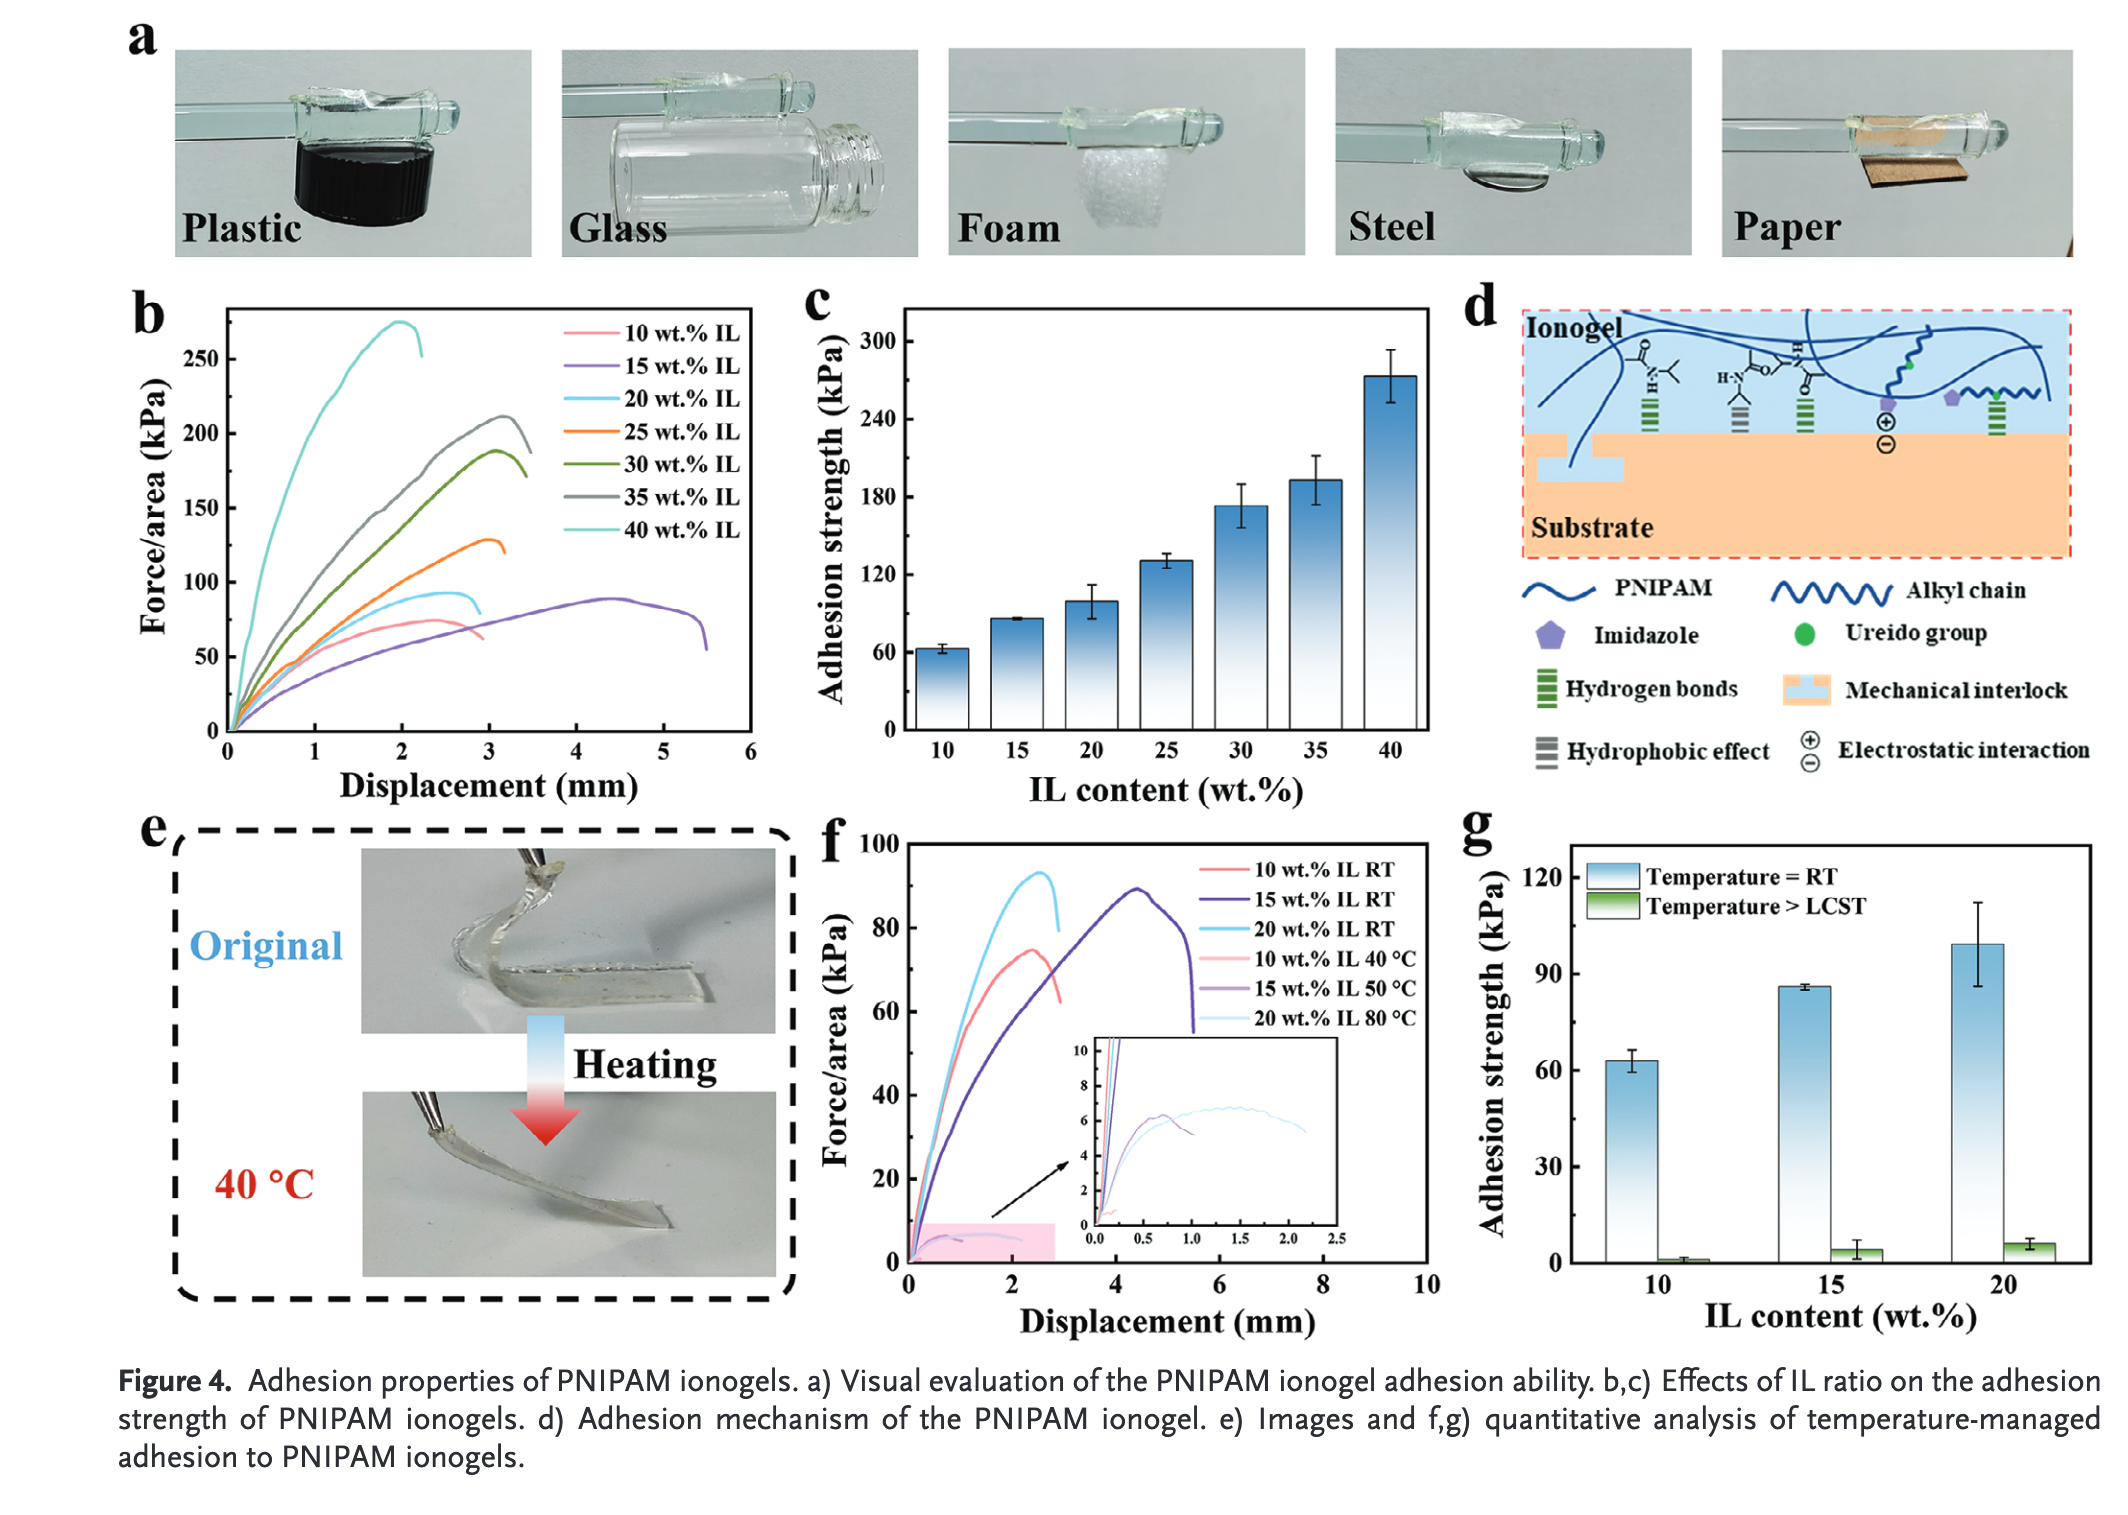 a
Plastic
Glass
Foam
Steel
Paper
b
Force/area (kPa)
250
200
150
100
50
0
0 1 2 3 4 5 6
Displacement (mm)
10 wt.% IL
15 wt.% IL
20 wt.% IL
25 wt.% IL
30 wt.% IL
35 wt.% IL
40 wt.% IL
c
Adhesion strength (kPa)
300
240
180
120
60
0
10 15 20 25 30 35 40
IL content (wt.%)
d
Ionogel
O
N
H
H-N
O
H
N
O
+
−
Substrate
PNIPAM
Alkyl chain
Imidazole
Ureido group
Hydrogen bonds
Mechanical interlock
Hydrophobic effect
+
−
Electrostatic interaction
e
Original
Heating
40 °C
f
Force/area (kPa)
100
80
60
40
20
0
0 2 4 6 8 10
Displacement (mm)
10 wt.% IL RT
15 wt.% IL RT
20 wt.% IL RT
10 wt.% IL 40 °C
15 wt.% IL 50 °C
20 wt.% IL 80 °C
10
8
6
4
2
0
0.0 0.5 1.0 1.5 2.0 2.5
g
Adhesion strength (kPa)
120
90
60
30
0
10 15 20
IL content (wt.%)
Temperature = RT
Temperature > LCST
Figure 4. Adhesion properties of PNIPAM ionogels. a) Visual evaluation of the PNIPAM ionogel adhesion ability. b,c) Effects of IL ratio on the adhesion
strength of PNIPAM ionogels. d) Adhesion mechanism of the PNIPAM ionogel. e) Images and f,g) quantitative analysis of temperature-managed
adhesion to PNIPAM ionogels.